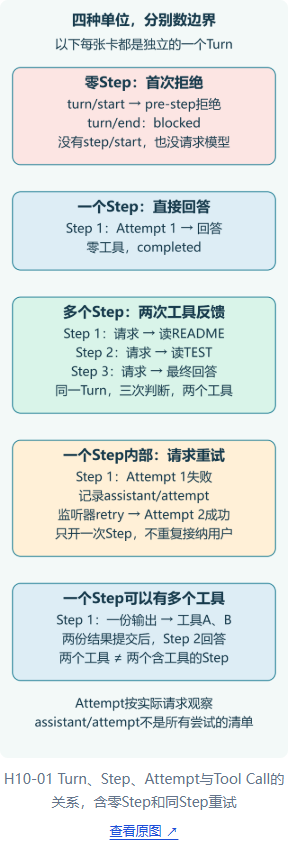 四种单位，分别数边界
以下每张卡都是独立的一个Turn
零Step：首次拒绝
turn/start → pre-step拒绝
turn/end：blocked
没有step/start，也没请求模型
一个Step：直接回答
Step 1：Attempt 1 → 回答
零工具，completed
多个Step：两次工具反馈
Step 1：请求 → 读README
Step 2：请求 → 读TEST
Step 3：请求 → 最终回答
同一Turn，三次判断，两个工具
一个Step内部：请求重试
Step 1：Attempt 1失败
记录assistant/attempt
监听器retry → Attempt 2成功
只开一次Step，不重复接纳用户
一个Step可以有多个工具
Step 1：一份输出 → 工具A、B
两份结果提交后，Step 2回答
两个工具 ≠ 两个含工具的Step
Attempt按实际请求观察
assistant/attempt不是所有尝试的清单
H10-01 Turn、Step、Attempt与Tool Call的
关系，含零Step和同Step重试
查看原图 ↗